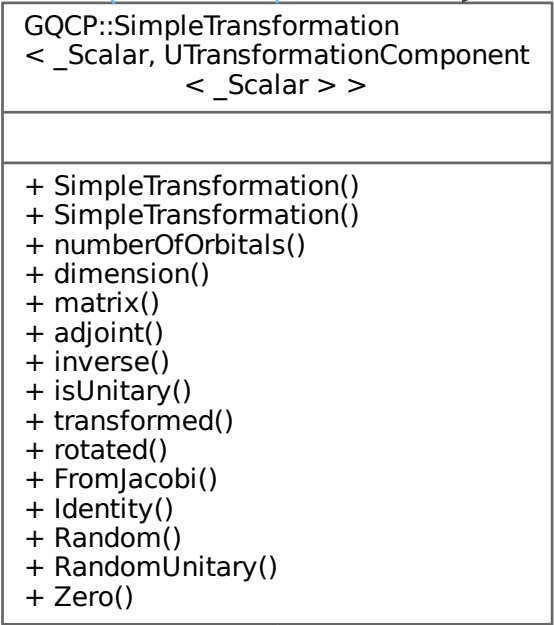 GQCP::SimpleTransformation
< _Scalar, UTransformationComponent
< _Scalar > >
+ SimpleTransformation()
+ SimpleTransformation()
+ numberOfOrbitals()
+ dimension()
+ matrix()
+ adjoint()
+ inverse()
+ isUnitary()
+ transformed()
+ rotated()
+ FromJacobi()
+ Identity()
+ Random()
+ RandomUnitary()
+ Zero()